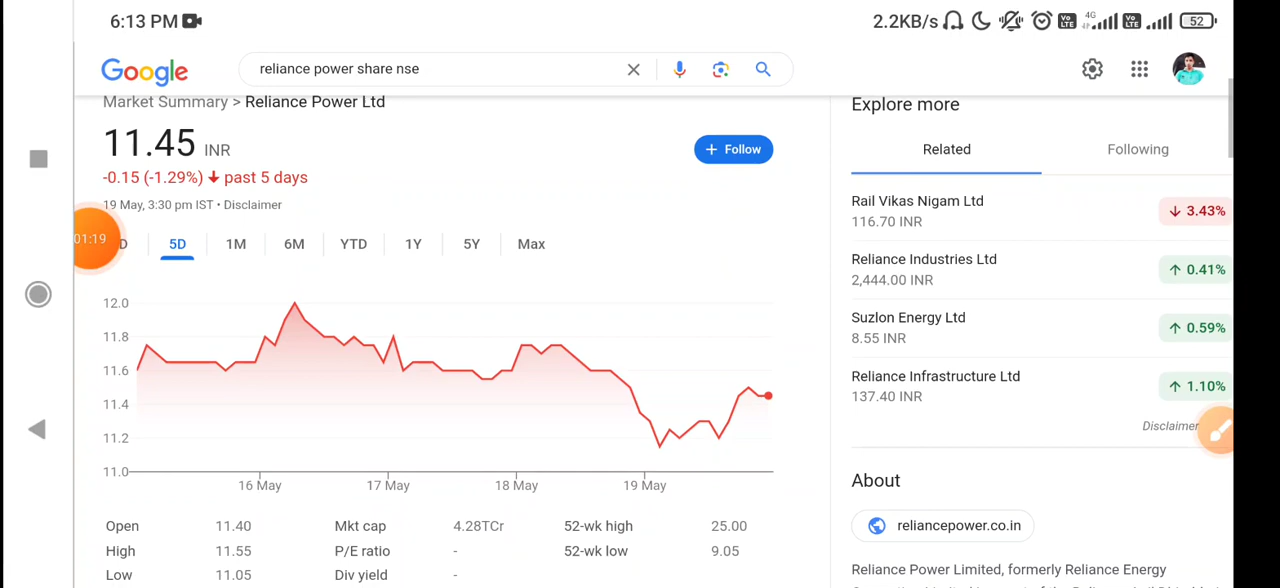 6:13 PM
2.2KB/s
4G
Vo LTE
Vo LTE
52
Google
reliance power share nse
Market Summary > Reliance Power Ltd
11.45 INR
-0.15 (-1.29%) past 5 days
19 May, 3:30 pm IST • Disclaimer
+ Follow
01:19
D
5D
1M
6M
YTD
1Y
5Y
Max
12.0
11.8
11.6
11.4
11.2
11.0
16 May
17 May
18 May
19 May
Open 11.40 Mkt cap 4.28TCr 52-wk high 25.00
High 11.55 P/E ratio - 52-wk low 9.05
Low 11.05 Div yield -
Explore more
Related
Following
Rail Vikas Nigam Ltd
116.70 INR
3.43%
Reliance Industries Ltd
2,444.00 INR
0.41%
Suzlon Energy Ltd
8.55 INR
0.59%
Reliance Infrastructure Ltd
137.40 INR
1.10%
Disclaimer
About
reliancepower.co.in
Reliance Power Limited, formerly Reliance Energy